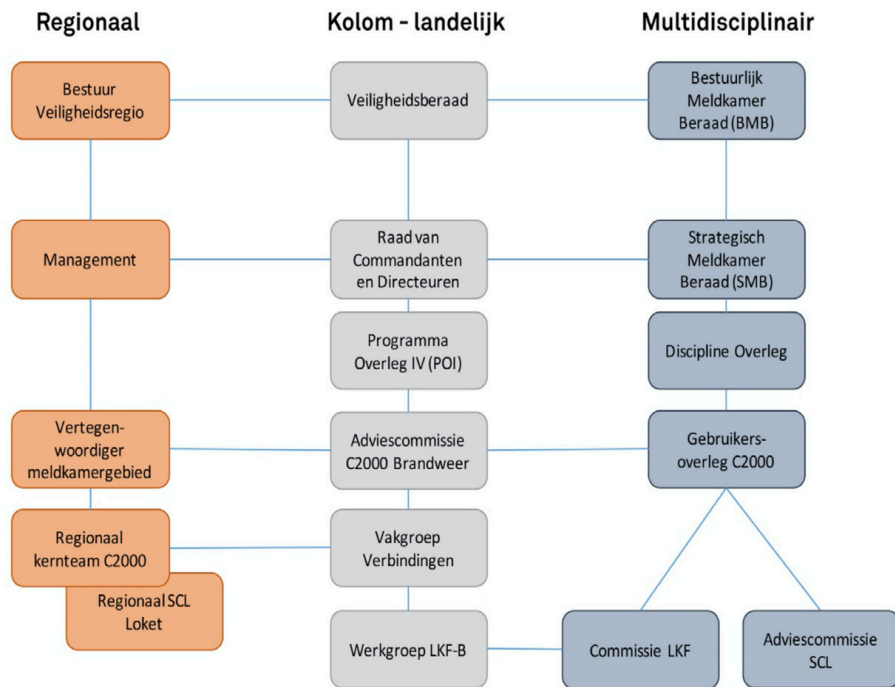 Regionaal
Kolom - landelijk
Multidisciplinair
Bestuur
Veiligheidsregio
Veiligheidsberaad
Bestuurlijk
Meldkamer
Beraad (BMB)
Management
Raad van
Commandanten
en Directeuren
Strategisch
Meldkamer
Beraad (SMB)
Programma
Overleg IV (POI)
Discipline Overleg
Vertegen-
woordiger
meldkamergebied
Adviescommissie
C2000 Brandweer
Gebruikers-
overleg C2000
Regionaal
kernteam C2000
Vakgroep
Verbindingen
Regionaal SCL
Loket
Werkgroep LKF-B
Commissie LKF
Adviescommissie
SCL